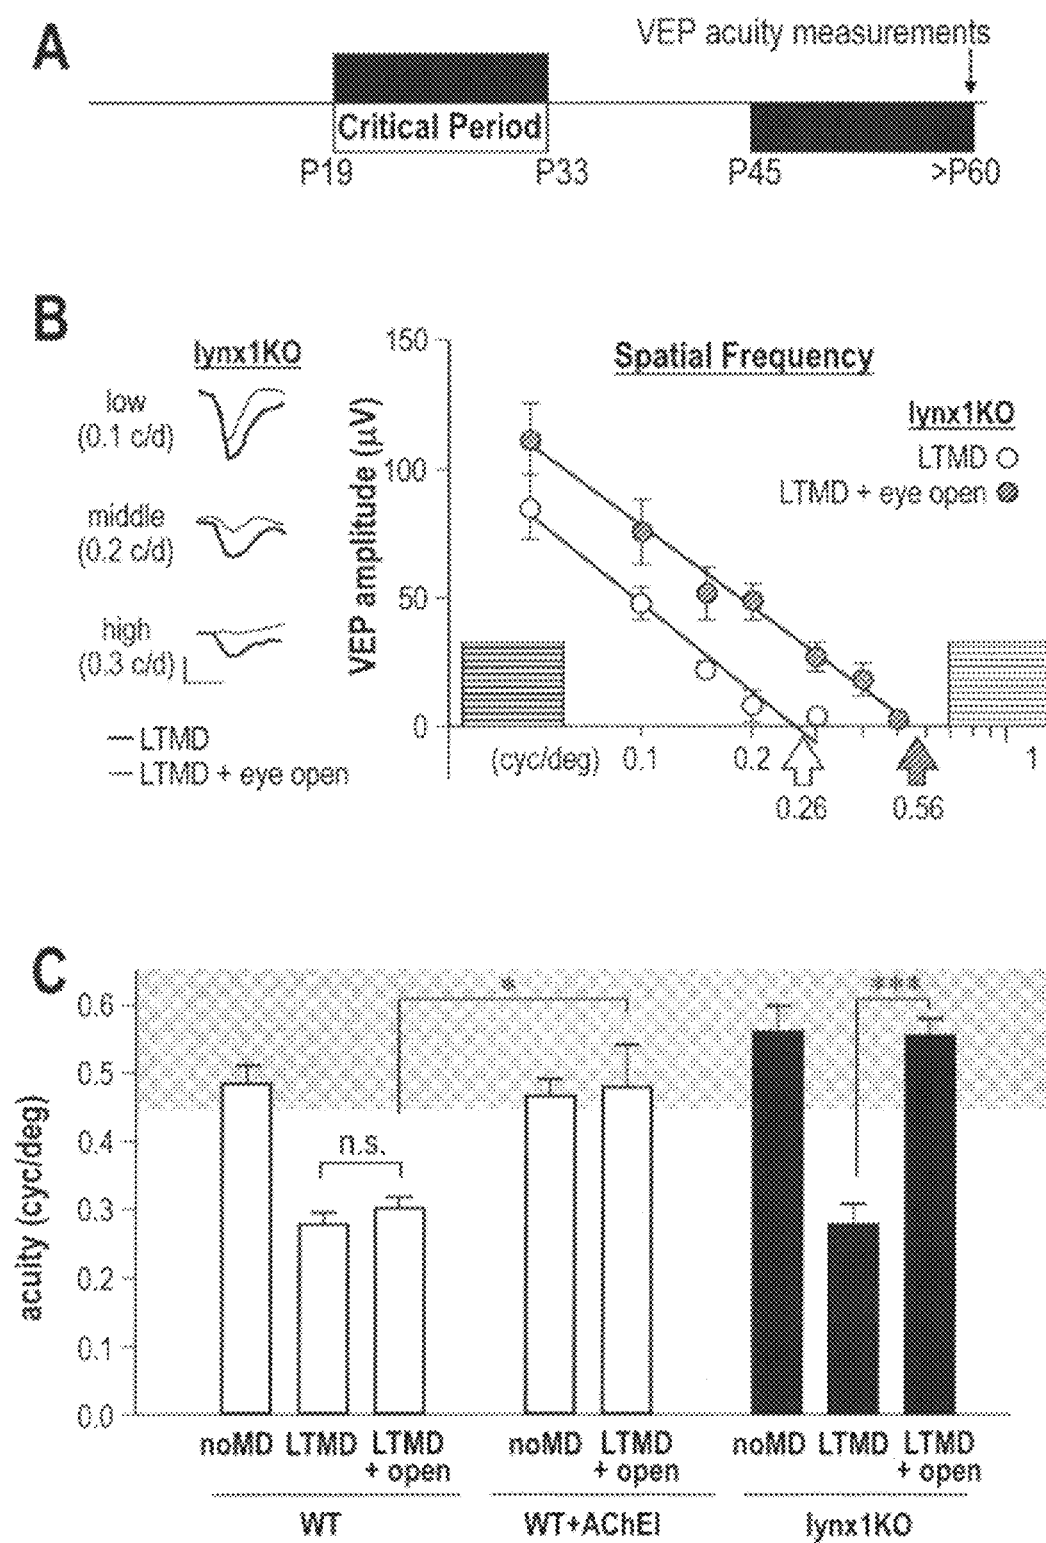 A
VEP acuity measurements
Critical Period
P19
P33
P45
>P60
B
lynx1KO
low
(0.1 c/d)
middle
(0.2 c/d)
high
(0.3 c/d)
LTMD
LTMD + eye open
VEP amplitude (μV)
150
100
50
0
Spatial Frequency
lynx1KO
LTMD
LTMD + eye open
(cyc/deg)
0.1
0.2
1
0.26
0.56
C
acuity (cyc/deg)
0.6
0.5
0.4
0.3
0.2
0.1
0.0
n.s.
*
***
noMD LTMD LTMD + open
noMD LTMD + open
noMD LTMD LTMD + open
WT
WT+AChEI
lynx1KO